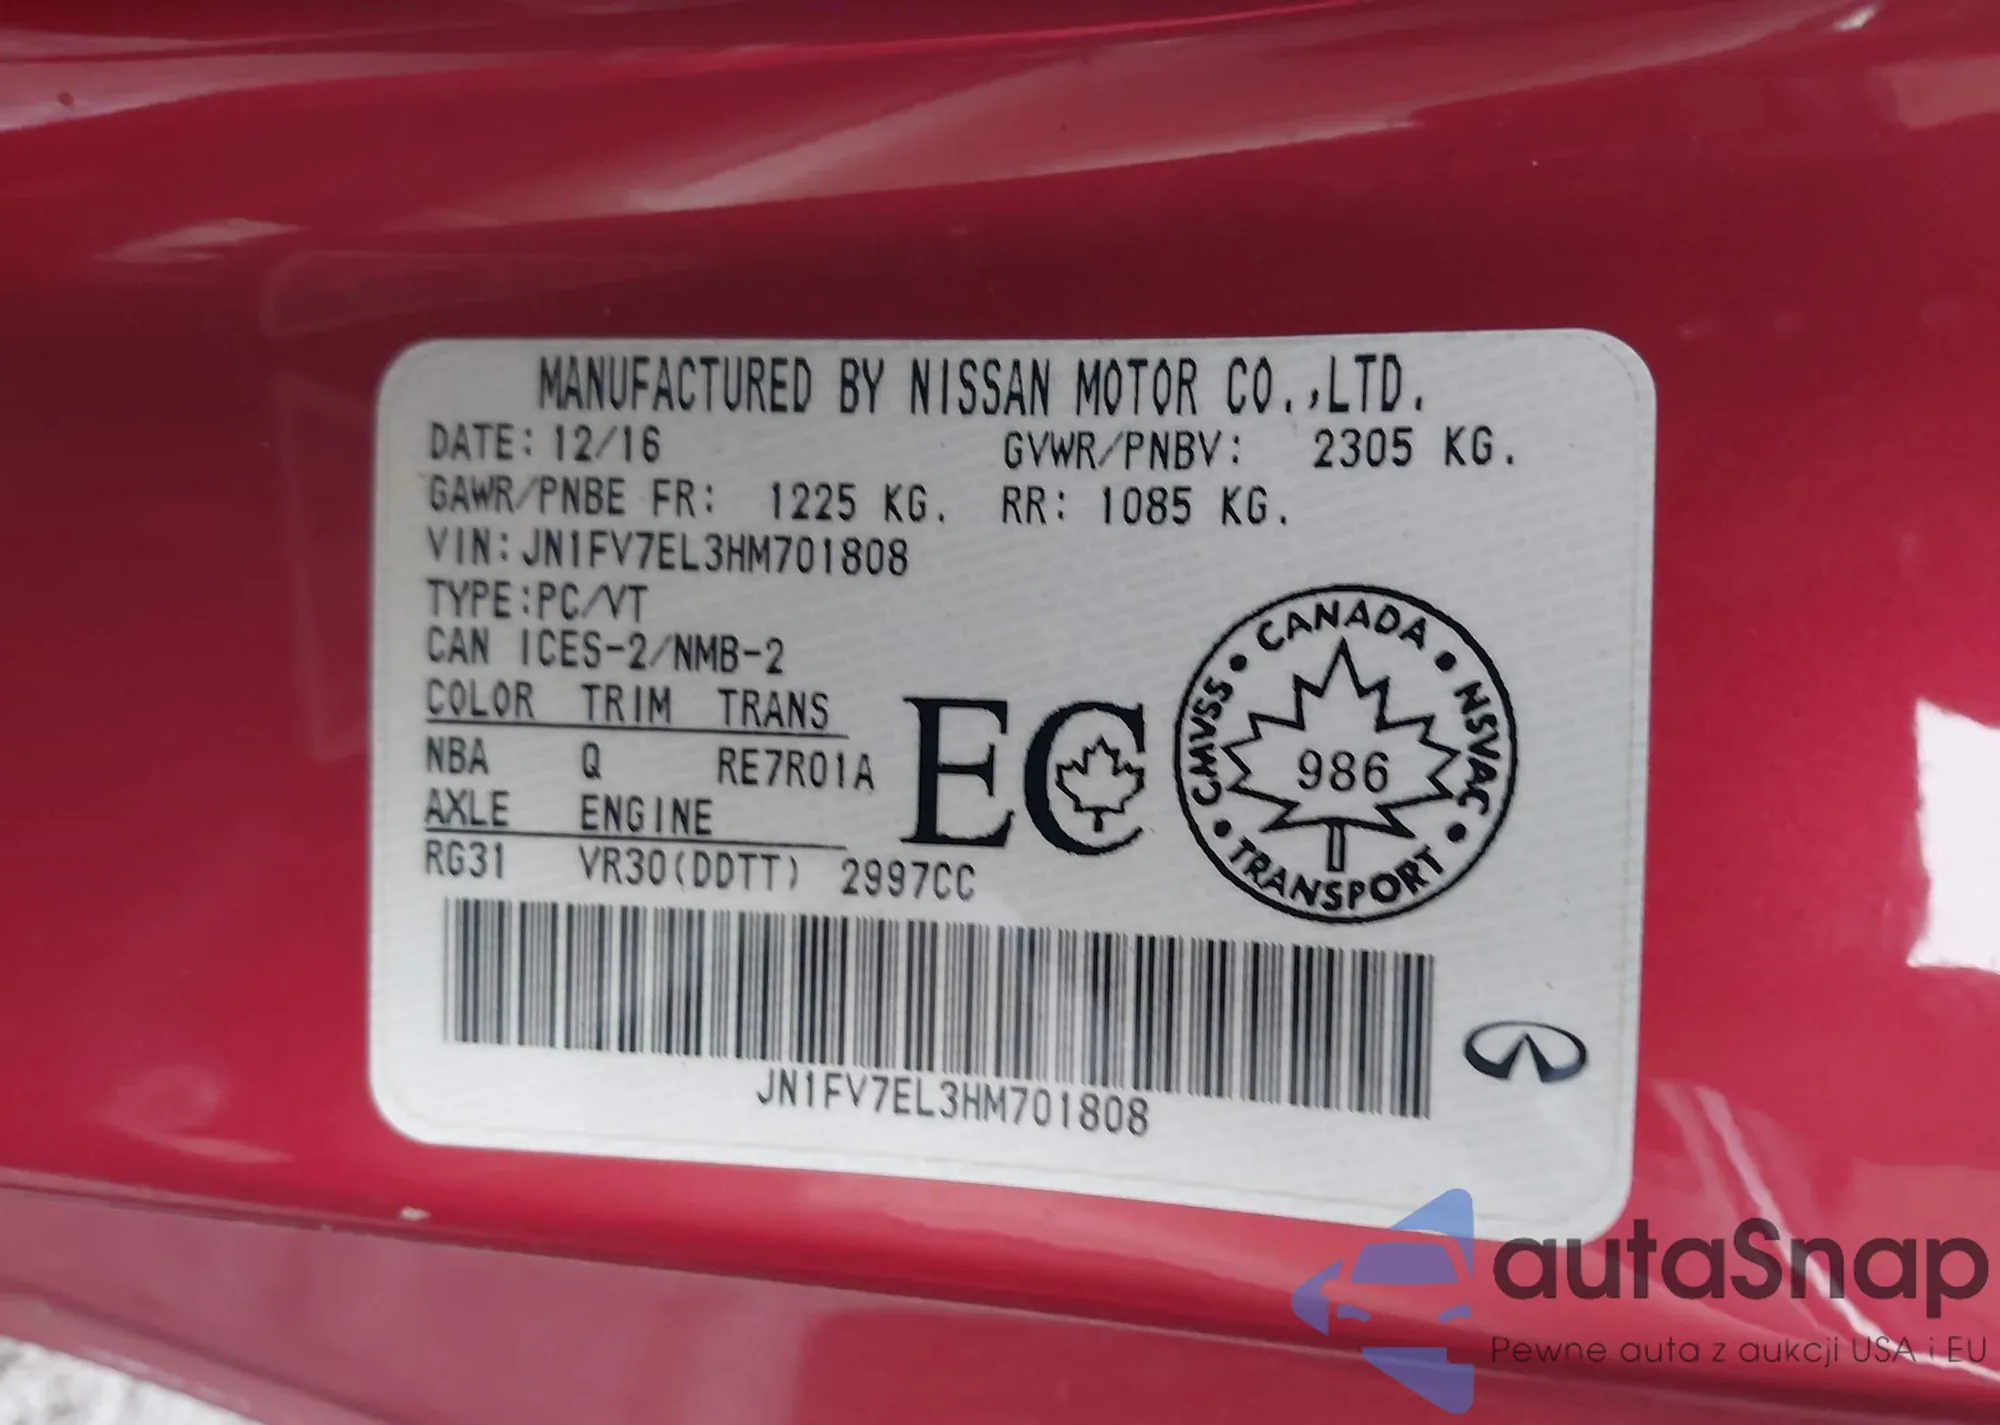 MANUFACTURED BY NISSAN MOTOR CO.,LTD.
DATE: 12/16 GVWR/PNBV: 2305 KG.
GAWR/PNBE FR: 1225 KG. RR: 1085 KG.
VIN: JN1FV7EL3HM701808
TYPE:PC/VT
CAN ICES-2/NMB-2
COLOR TRIM TRANS
NBA Q RE7R01A
AXLE ENGINE
RG31 VR30(DDTT) 2997CC
EC
CANADA • NSVAC • TRANSPORT • CMVSS •
986
JN1FV7EL3HM701808
autaSnap
Pewne auta z aukcji USA i EU